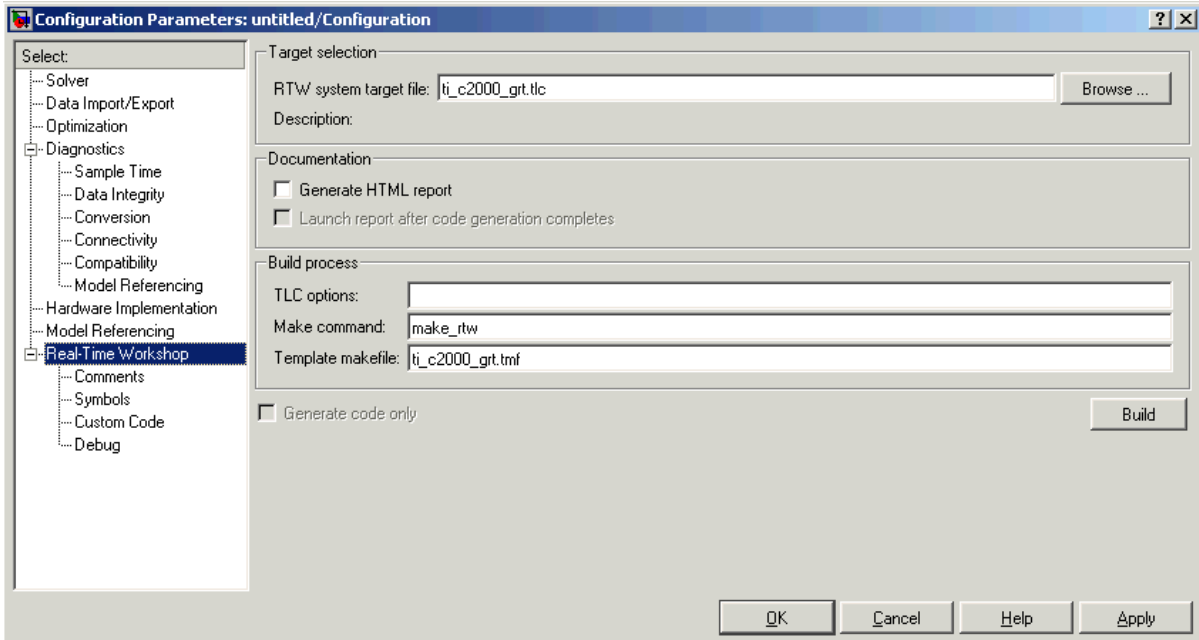 Configuration Parameters: untitled/Configuration
Select:
Solver
Data Import/Export
Optimization
Diagnostics
Sample Time
Data Integrity
Conversion
Connectivity
Compatibility
Model Referencing
Hardware Implementation
Model Referencing
Real-Time Workshop
Comments
Symbols
Custom Code
Debug
Target selection
RTW system target file: ti_c2000_grt.tlc Browse ...
Description:
Documentation
Generate HTML report
Launch report after code generation completes
Build process
TLC options:
Make command: make_rtw
Template makefile: ti_c2000_grt.tmf
Generate code only Build
OK Cancel Help Apply